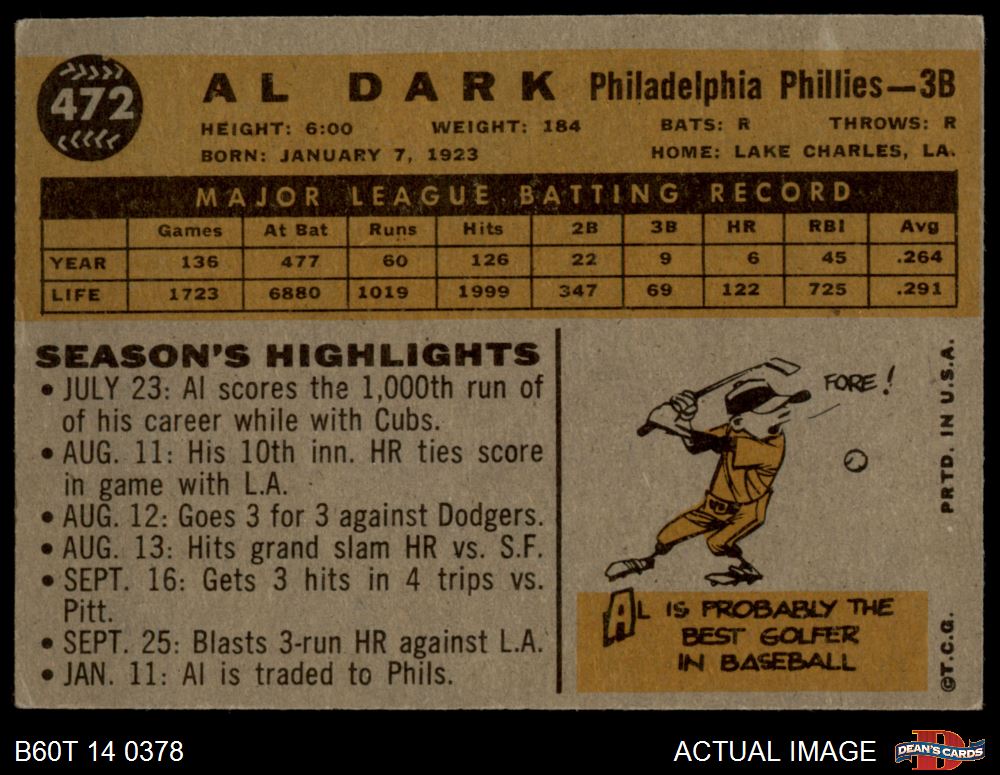 472
AL DARK Philadelphia Phillies—3B
HEIGHT: 6:00 WEIGHT: 184 BATS: R THROWS: R
BORN: JANUARY 7, 1923 HOME: LAKE CHARLES, LA.
MAJOR LEAGUE BATTING RECORD
Games At Bat Runs Hits 2B 3B HR RBI Avg
YEAR 136 477 60 126 22 9 6 45 .264
LIFE 1723 6880 1019 1999 347 69 122 725 .291
SEASON'S HIGHLIGHTS
• JULY 23: Al scores the 1,000th run of
of his career while with Cubs.
• AUG. 11: His 10th inn. HR ties score
in game with L.A.
• AUG. 12: Goes 3 for 3 against Dodgers.
• AUG. 13: Hits grand slam HR vs. S.F.
• SEPT. 16: Gets 3 hits in 4 trips vs.
Pitt.
• SEPT. 25: Blasts 3-run HR against L.A.
• JAN. 11: Al is traded to Phils.
FORE!
AL IS PROBABLY THE
BEST GOLFER
IN BASEBALL
©T.C.G. PRTD. IN U.S.A.
B60T 14 0378 ACTUAL IMAGE
DEAN'S CARDS